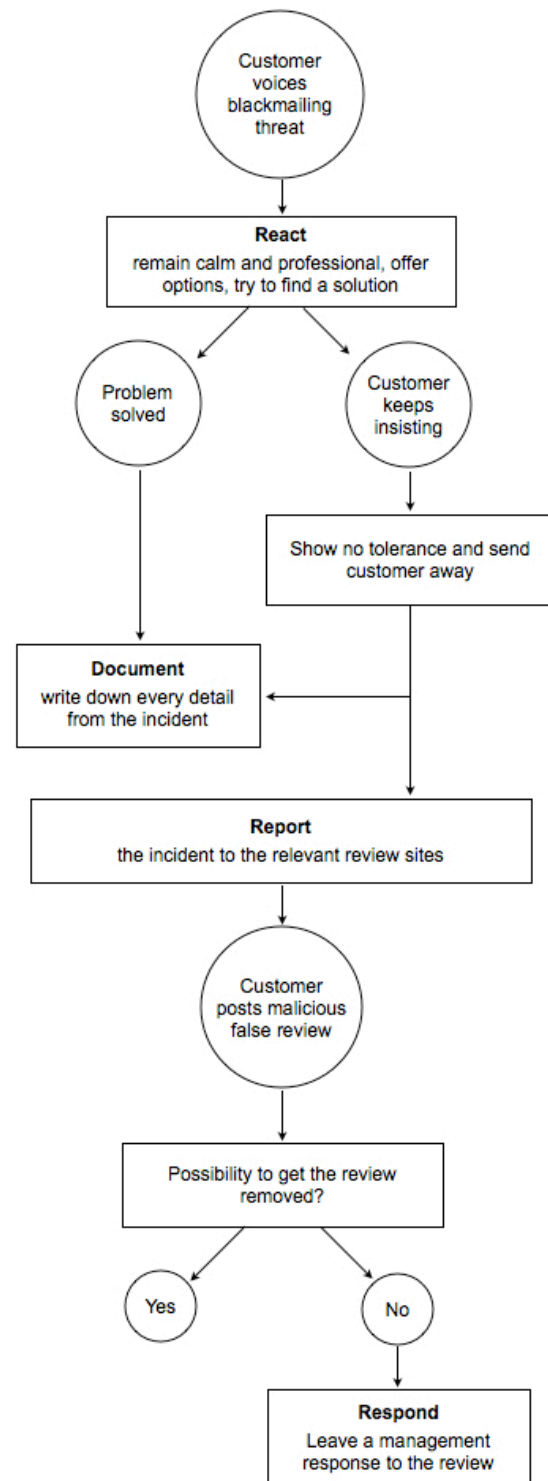 Customer
voices
blackmailing
threat
React
remain calm and professional, offer
options, try to find a solution
Problem
solved
Customer
keeps
insisting
Show no tolerance and send
customer away
Document
write down every detail
from the incident
Report
the incident to the relevant review sites
Customer
posts malicious
false review
Possibility to get the review
removed?
Yes
No
Respond
Leave a management
response to the review